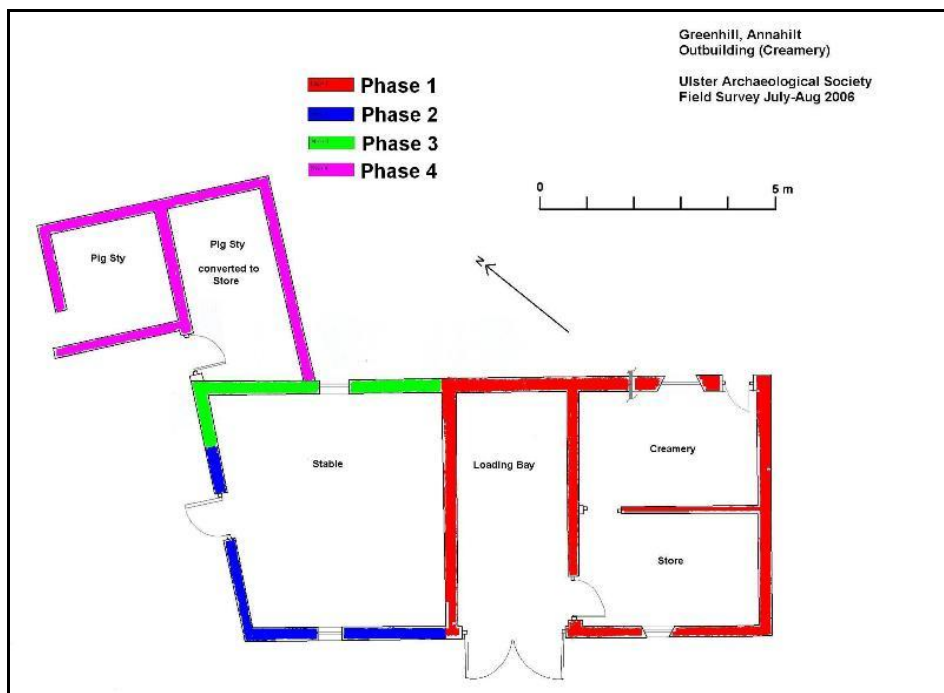 Greenhill, Annahilt
Outbuilding (Creamery)
Ulster Archaeological Society
Field Survey July-Aug 2006
Phase 1
Phase 2
Phase 3
Phase 4
0
5 m
N
Pig Sty
Pig Sty
converted to
Store
Stable
Loading Bay
Creamery
Store